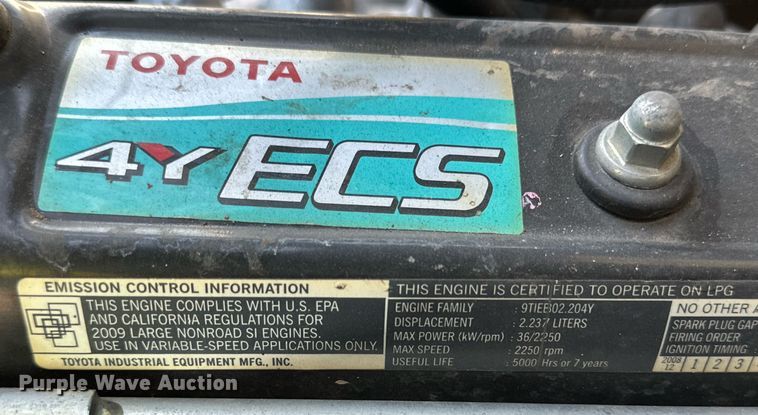 TOYOTA
4Y ECS
EMISSION CONTROL INFORMATION
THIS ENGINE COMPLIES WITH U.S. EPA
AND CALIFORNIA REGULATIONS FOR
2009 LARGE NONROAD SI ENGINES.
USE IN VARIABLE-SPEED APPLICATIONS ONLY.
TOYOTA INDUSTRIAL EQUIPMENT MFG., INC.
THIS ENGINE IS CERTIFIED TO OPERATE ON LPG
ENGINE FAMILY : 9TIEB02.204Y
DISPLACEMENT : 2.237 LITERS
MAX POWER (kW/rpm) : 36/2250
MAX SPEED : 2250 rpm
USEFUL LIFE : 5000 Hrs or 7 years
NO OTHER A
SPARK PLUG GAP
FIRING ORDER
IGNITION TIMING :
2008 12 1 2 3
Purple Wave Auction